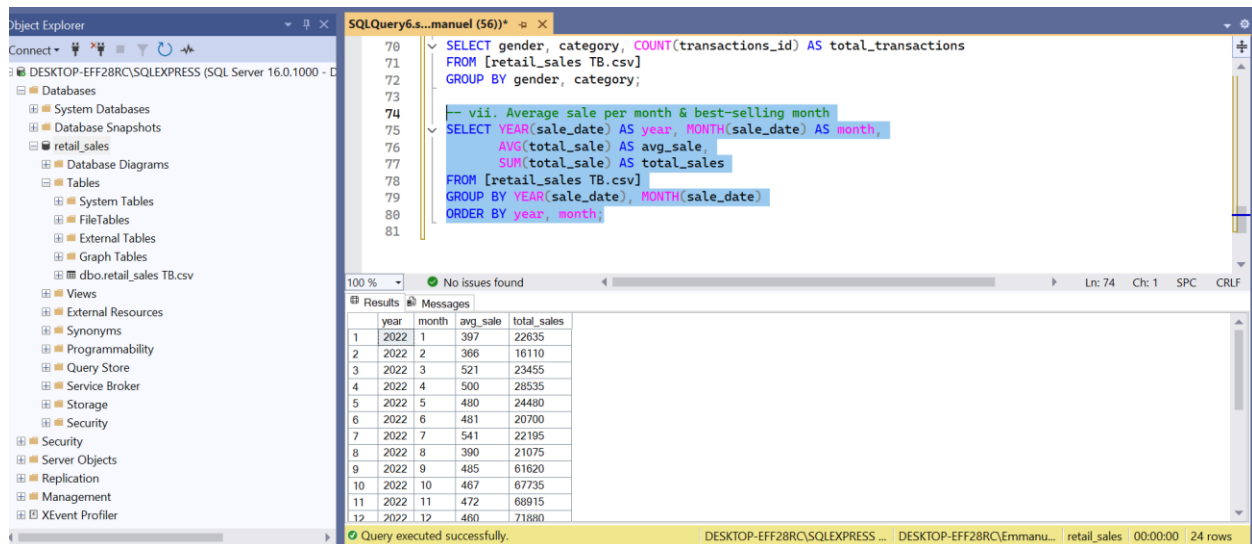 Object Explorer
Connect
DESKTOP-EFF28RC\SQLEXPRESS (SQL Server 16.0.1000 - D
Databases
System Databases
Database Snapshots
retail_sales
Database Diagrams
Tables
System Tables
FileTables
External Tables
Graph Tables
dbo.retail_sales TB.csv
Views
External Resources
Synonyms
Programmability
Query Store
Service Broker
Storage
Security
Security
Server Objects
Replication
Management
XEvent Profiler
SQLQuery6.s...manuel (56))*
70 SELECT gender, category, COUNT(transactions_id) AS total_transactions
71 FROM [retail_sales TB.csv]
72 GROUP BY gender, category;
73
74 -- vii. Average sale per month & best-selling month
75 SELECT YEAR(sale_date) AS year, MONTH(sale_date) AS month,
76 AVG(total_sale) AS avg_sale,
77 SUM(total_sale) AS total_sales
78 FROM [retail_sales TB.csv]
79 GROUP BY YEAR(sale_date), MONTH(sale_date)
80 ORDER BY year, month;
81
100 % No issues found Ln: 74 Ch: 1 SPC CRLF
Results Messages
year month avg_sale total_sales
1 2022 1 397 22635
2 2022 2 366 16110
3 2022 3 521 23455
4 2022 4 500 28535
5 2022 5 480 24480
6 2022 6 481 20700
7 2022 7 541 22195
8 2022 8 390 21075
9 2022 9 485 61620
10 2022 10 467 67735
11 2022 11 472 68915
12 2022 12 460 71880
Query executed successfully. DESKTOP-EFF28RC\SQLEXPRESS ... DESKTOP-EFF28RC\Emmanu... retail_sales 00:00:00 24 rows